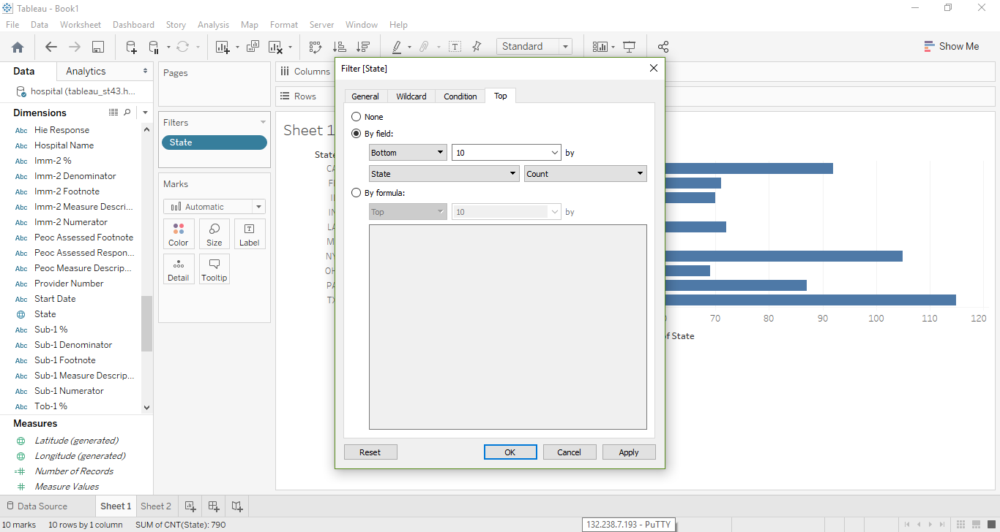 Tableau - Book1
File Data Worksheet Dashboard Story Analysis Map Format Server Window Help
Standard
Show Me
Data Analytics
hospital (tableau_st43.h...
Dimensions
Abc Hie Response
Abc Hospital Name
Abc Imm-2 %
Abc Imm-2 Denominator
Abc Imm-2 Footnote
Abc Imm-2 Measure Descri...
Abc Imm-2 Numerator
Abc Peoc Assessed Footnote
Abc Peoc Assessed Respon...
Abc Peoc Measure Descrip...
Abc Provider Number
Abc Start Date
State
Abc Sub-1 %
Abc Sub-1 Denominator
Abc Sub-1 Footnote
Abc Sub-1 Measure Descrip...
Abc Sub-1 Numerator
Abc Tob-1 %
Measures
Latitude (generated)
Longitude (generated)
Number of Records
Measure Values
Pages
Filters
State
Marks
Automatic
Color Size Label
Detail Tooltip
Columns
Rows
Sheet 1
State
CA
IN
NY
OH
PA
TX
70 80 90 100 110 120
of State
Filter [State]
General Wildcard Condition Top
None
By field:
Bottom 10 by
State Count
By formula:
Top 10 by
Reset OK Cancel Apply
Data Source Sheet 1 Sheet 2
10 marks 10 rows by 1 column SUM of CNT(State): 790
132.238.7.193 - PuTTY